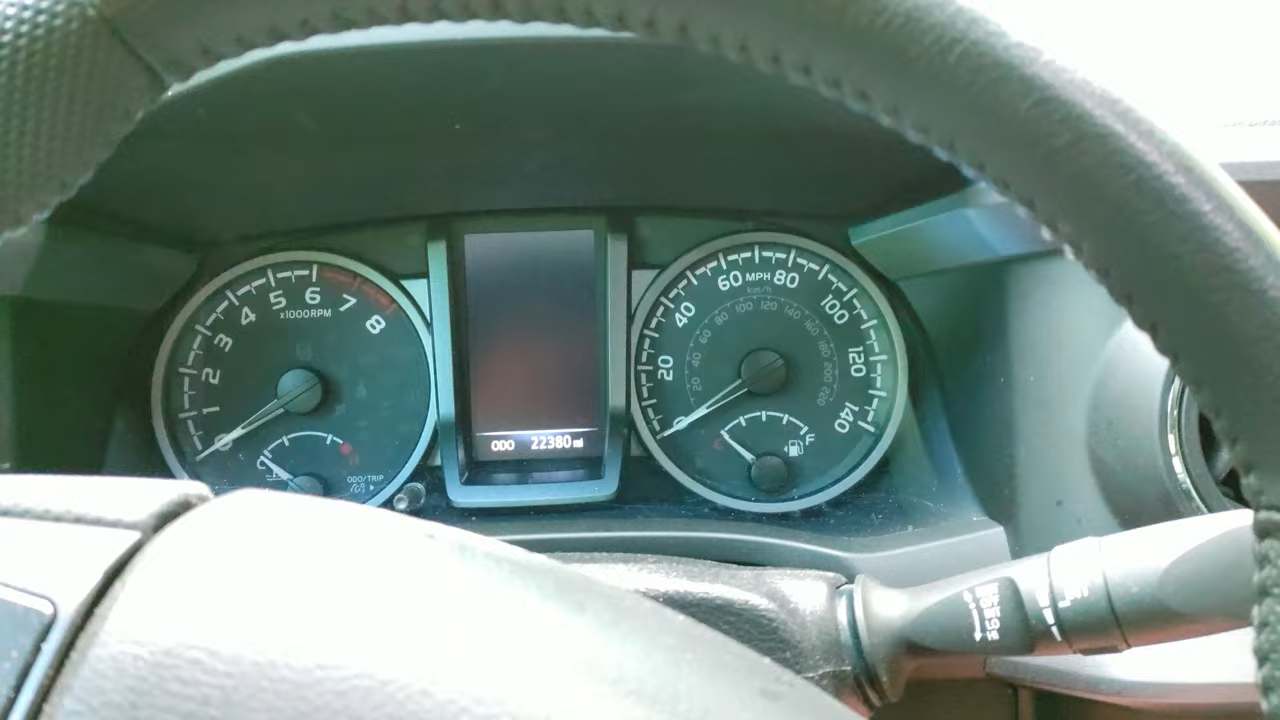 1 2 3 4 5 6 7 8
x1000RPM
ODO/TRIP
ODO 22380 mi
20 40 60 MPH 80 100 120 140
km/h
20 40 60 80 100 120 140 160 180 200 220
F